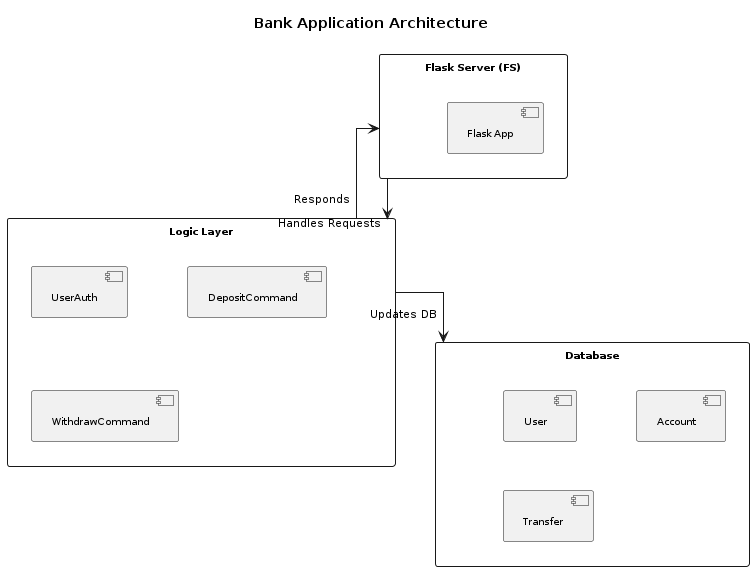 Bank Application Architecture
Flask Server (FS)
Flask App
Responds
Handles Requests
Logic Layer
UserAuth
DepositCommand
Updates DB
Database
WithdrawCommand
User
Account
Transfer